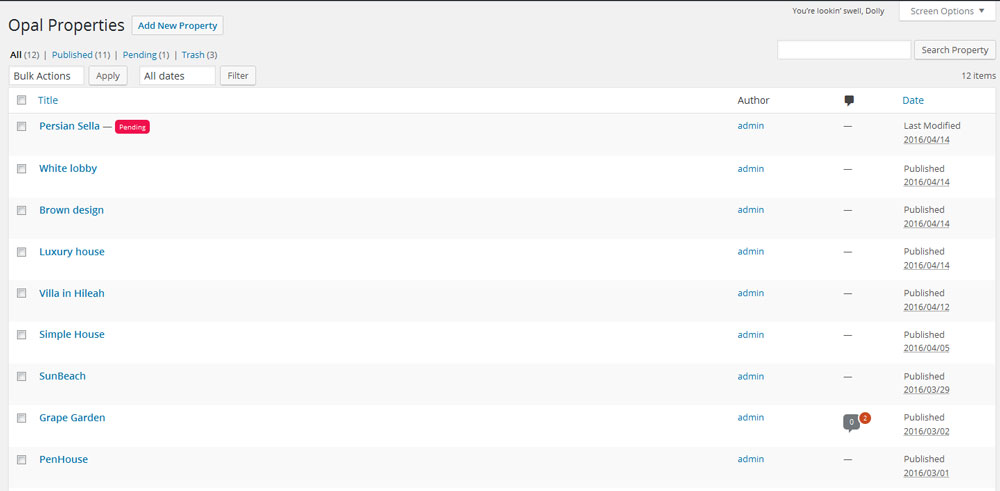 You're lookin' swell, Dolly
Screen Options
Opal Properties Add New Property
All (12) | Published (11) | Pending (1) | Trash (3)
Search Property
Bulk Actions Apply All dates Filter 12 items
Title Author Date
Persian Sella — Pending admin — Last Modified
2016/04/14
White lobby admin — Published
2016/04/14
Brown design admin — Published
2016/04/14
Luxury house admin — Published
2016/04/14
Villa in Hileah admin — Published
2016/04/12
Simple House admin — Published
2016/04/05
SunBeach admin — Published
2016/03/29
Grape Garden admin 0 2 Published
2016/03/02
PenHouse admin — Published
2016/03/01